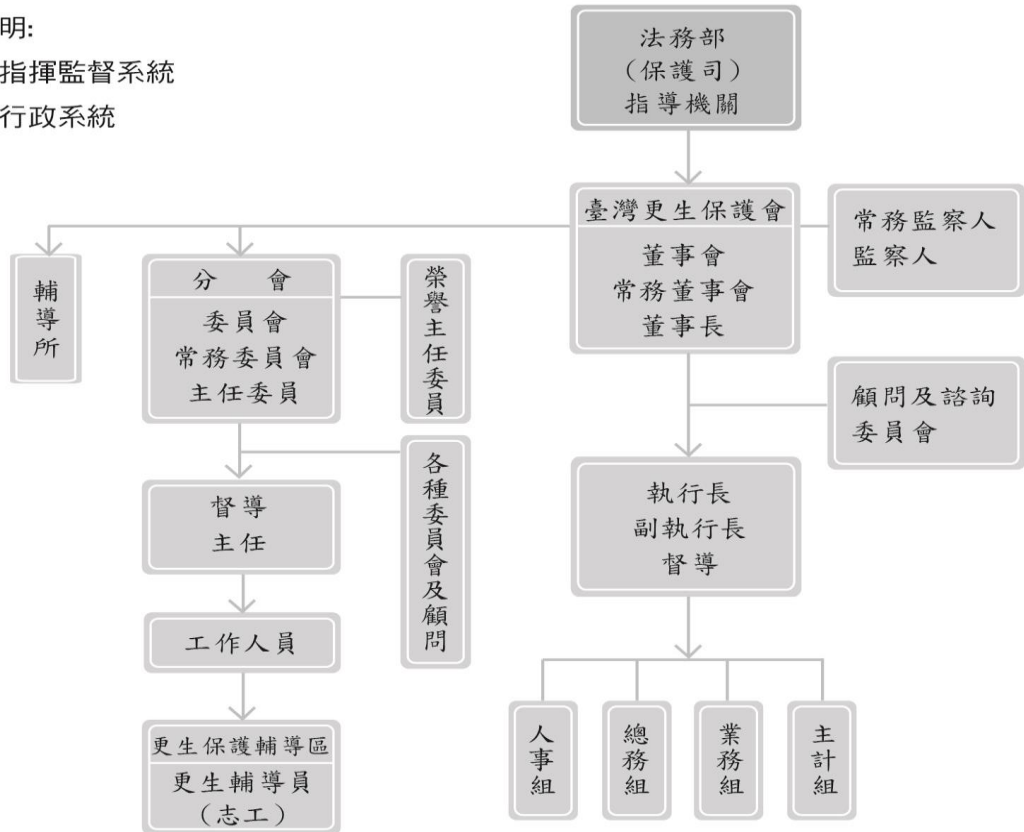 明:
指揮監督系統
行政系統
法務部
（保護司）
指導機關
臺灣更生保護會
董事會
常務董事會
董事長
常務監察人
監察人
輔導所
分 會
委員會
常務委員會
主任委員
榮譽主任委員
顧問及諮詢
委員會
各種委員會及顧問
督導
主任
執行長
副執行長
督導
工作人員
更生保護輔導區
更生輔導員
（志工）
人事組
總務組
業務組
主計組